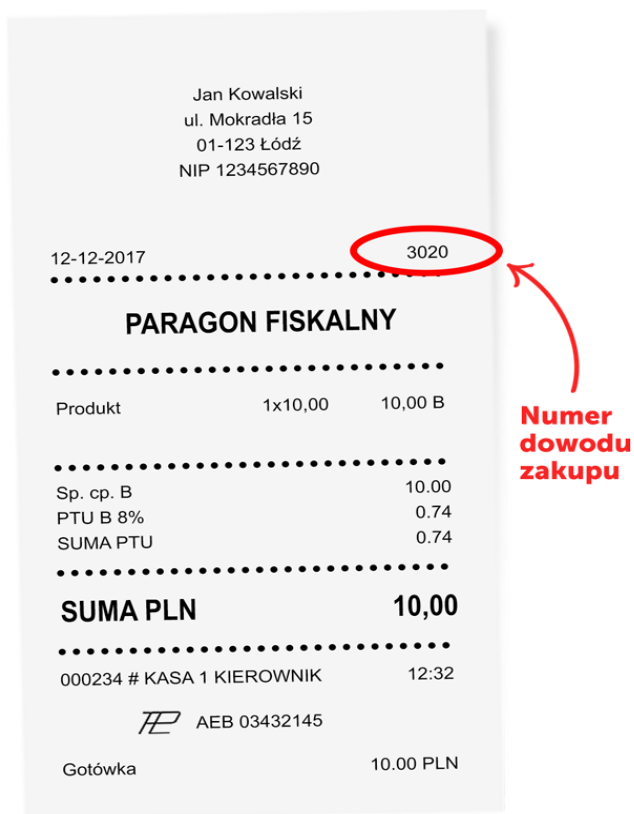 Jan Kowalski
ul. Mokradła 15
01-123 Łódź
NIP 1234567890
12-12-2017 3020
PARAGON FISKALNY
Produkt 1x10,00 10,00 B
Numer
dowodu
zakupu
Sp. cp. B 10.00
PTU B 8% 0.74
SUMA PTU 0.74
SUMA PLN 10,00
000234 # KASA 1 KIEROWNIK 12:32
AEB 03432145
Gotówka 10.00 PLN